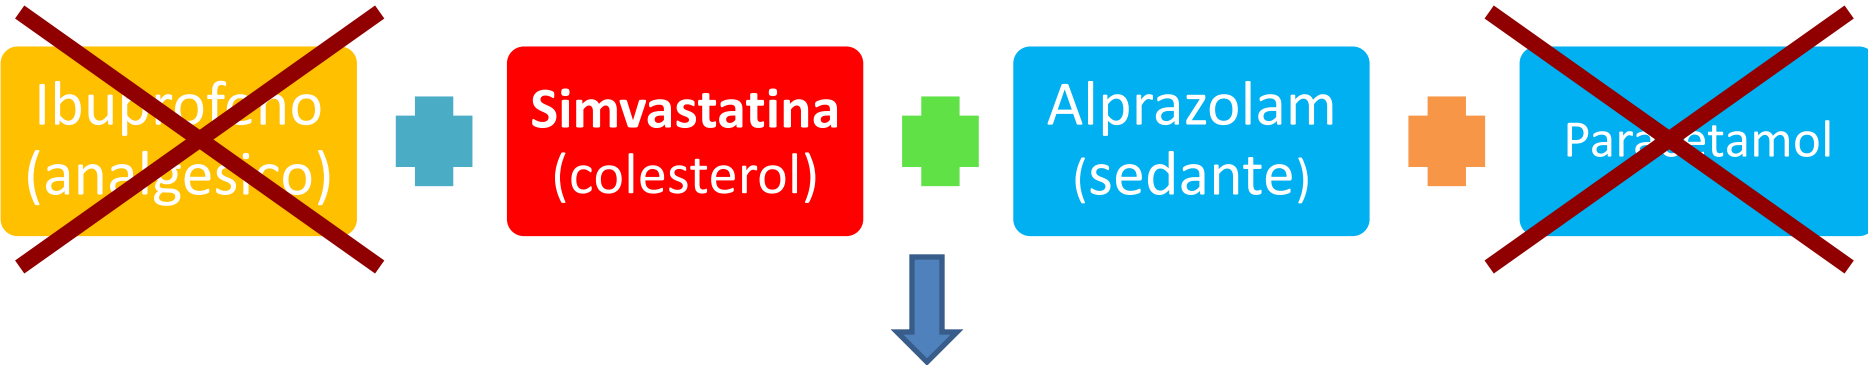 Ibuprofeno
(analgesico)
Simvastatina
(colesterol)
Alprazolam
(sedante)
Paracetamol